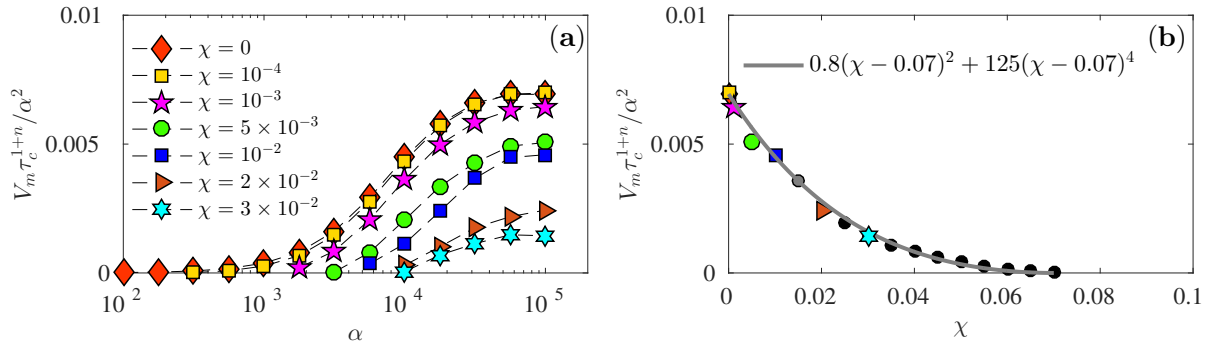 (a)
V_m τ_c^{1+n}/α^2
0.01
0.005
0
χ = 0
χ = 10^{-4}
χ = 10^{-3}
χ = 5 × 10^{-3}
χ = 10^{-2}
χ = 2 × 10^{-2}
χ = 3 × 10^{-2}
10^2 10^3 10^4 10^5
α
(b)
V_m τ_c^{1+n}/α^2
0.01
0.005
0
0.8(χ − 0.07)^2 + 125(χ − 0.07)^4
0 0.02 0.04 0.06 0.08 0.1
χ